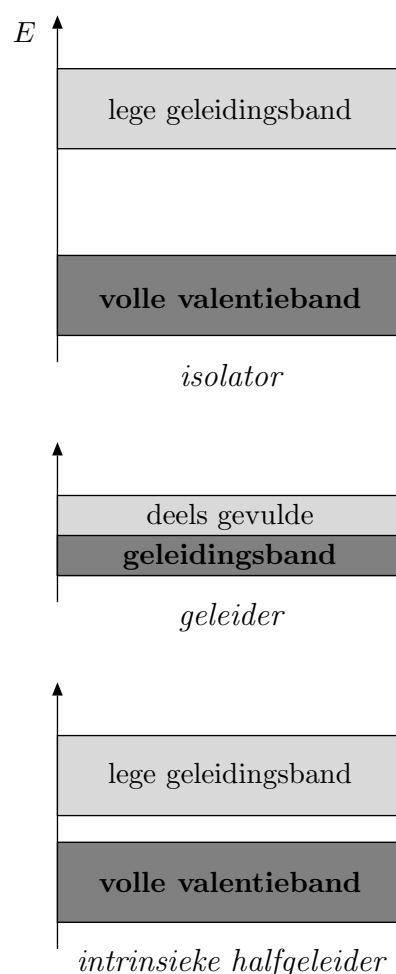 E
lege geleidingsband
volle valentieband
isolator
deels gevulde
geleidingsband
geleider
lege geleidingsband
volle valentieband
intrinsieke halfgeleider